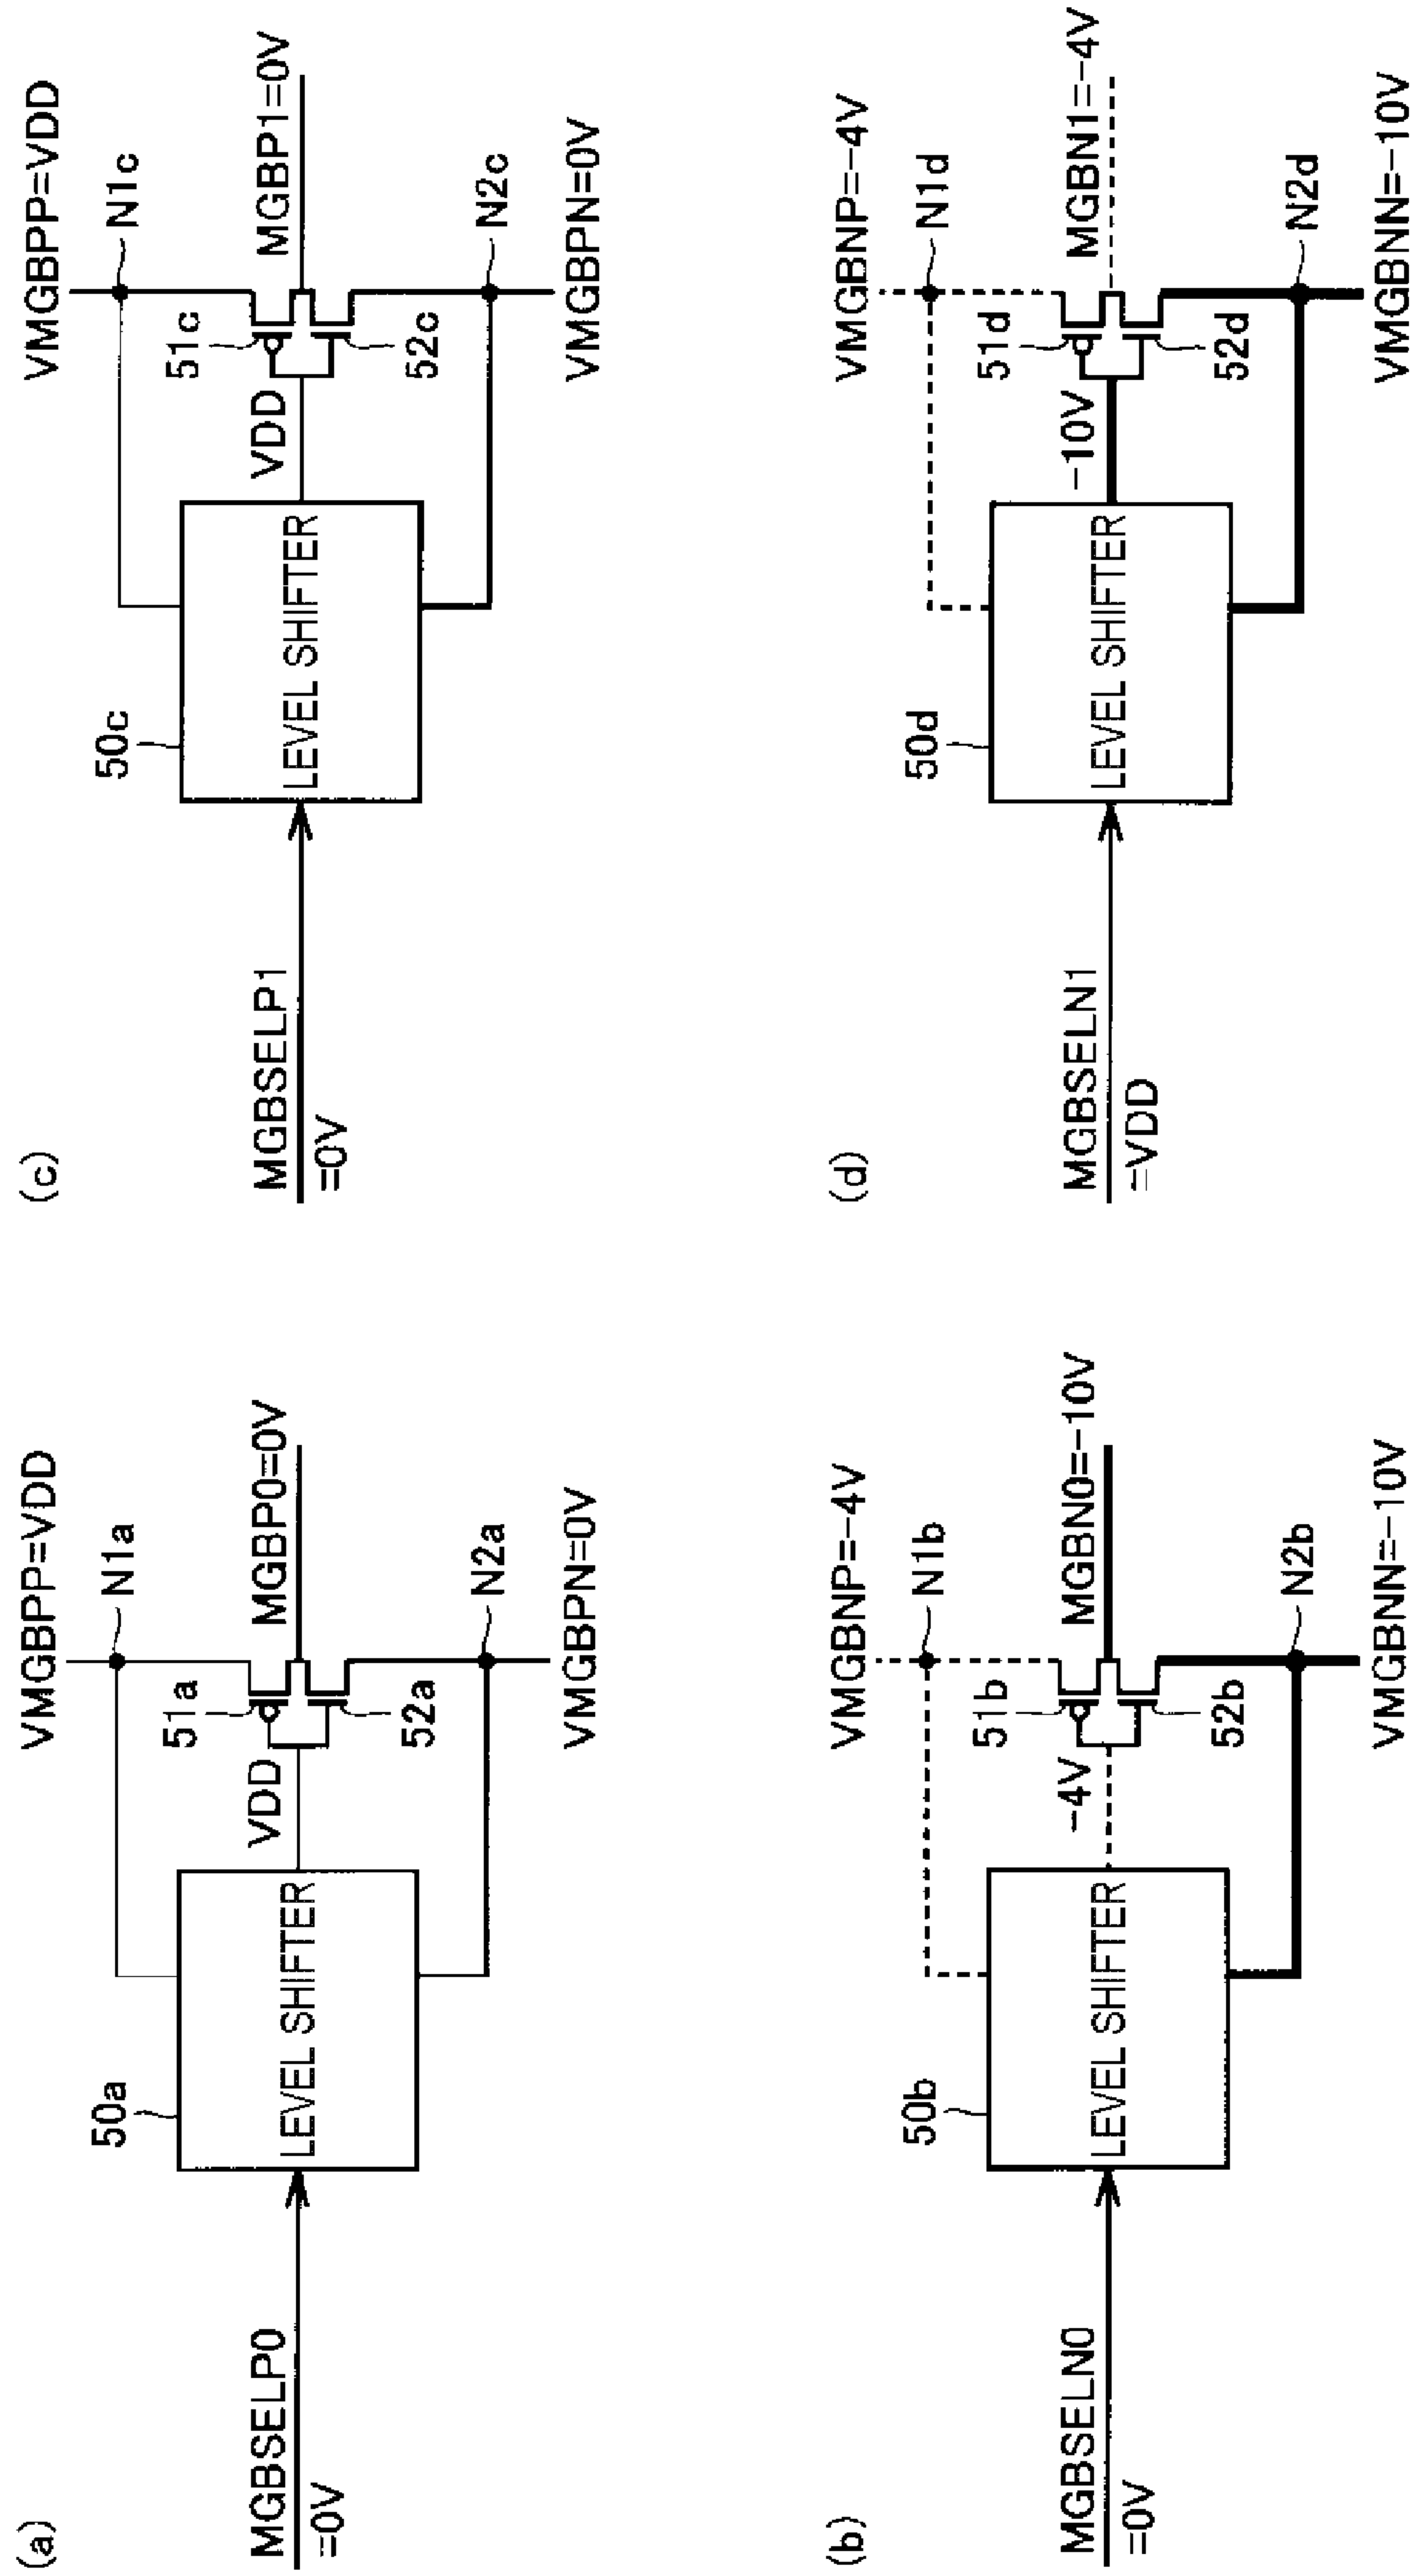 (a)
VMGBPP=VDD
N1a
50a
51a
VDD
MGBP0=0V
MGBSELP0
=0V
LEVEL SHIFTER
52a
N2a
VMGBPN=0V
(b)
VMGBNP=-4V
N1b
50b
51b
-4V
MGBN0=-10V
MGBSELN0
=0V
LEVEL SHIFTER
52b
N2b
VMGBNN=-10V
(c)
VMGBPP=VDD
N1c
50c
51c
VDD
MGBP1=0V
MGBSELP1
=0V
LEVEL SHIFTER
52c
N2c
VMGBPN=0V
(d)
VMGBNP=-4V
N1d
50d
51d
-10V
MGBN1=-4V
MGBSELN1
=VDD
LEVEL SHIFTER
52d
N2d
VMGBNN=-10V